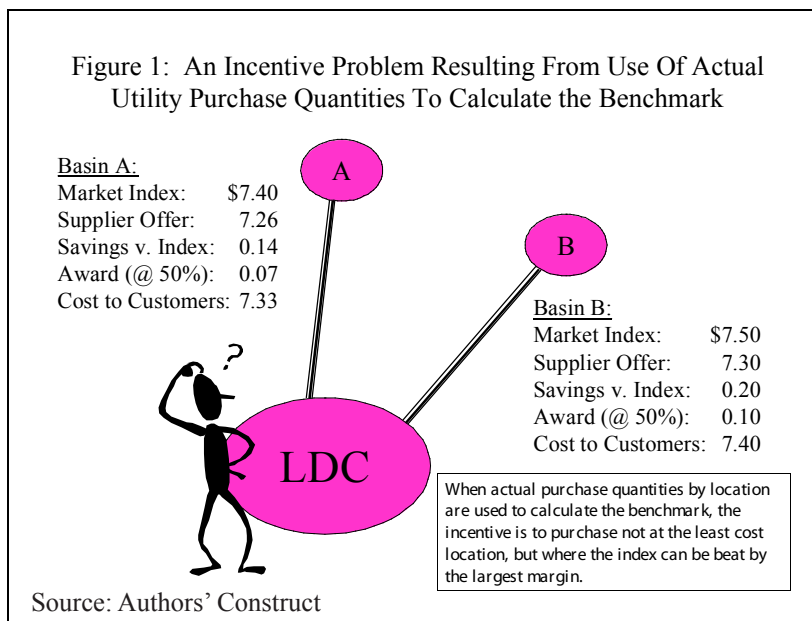 Figure 1: An Incentive Problem Resulting From Use Of Actual
Utility Purchase Quantities To Calculate the Benchmark
Basin A:
Market Index: $7.40
Supplier Offer: 7.26
Savings v. Index: 0.14
Award (@ 50%): 0.07
Cost to Customers: 7.33
A
B
Basin B:
Market Index: $7.50
Supplier Offer: 7.30
Savings v. Index: 0.20
Award (@ 50%): 0.10
Cost to Customers: 7.40
?
LDC
When actual purchase quantities by location
are used to calculate the benchmark, the
incentive is to purchase not at the least cost
location, but where the index can be beat by
the largest margin.
Source: Authors' Construct